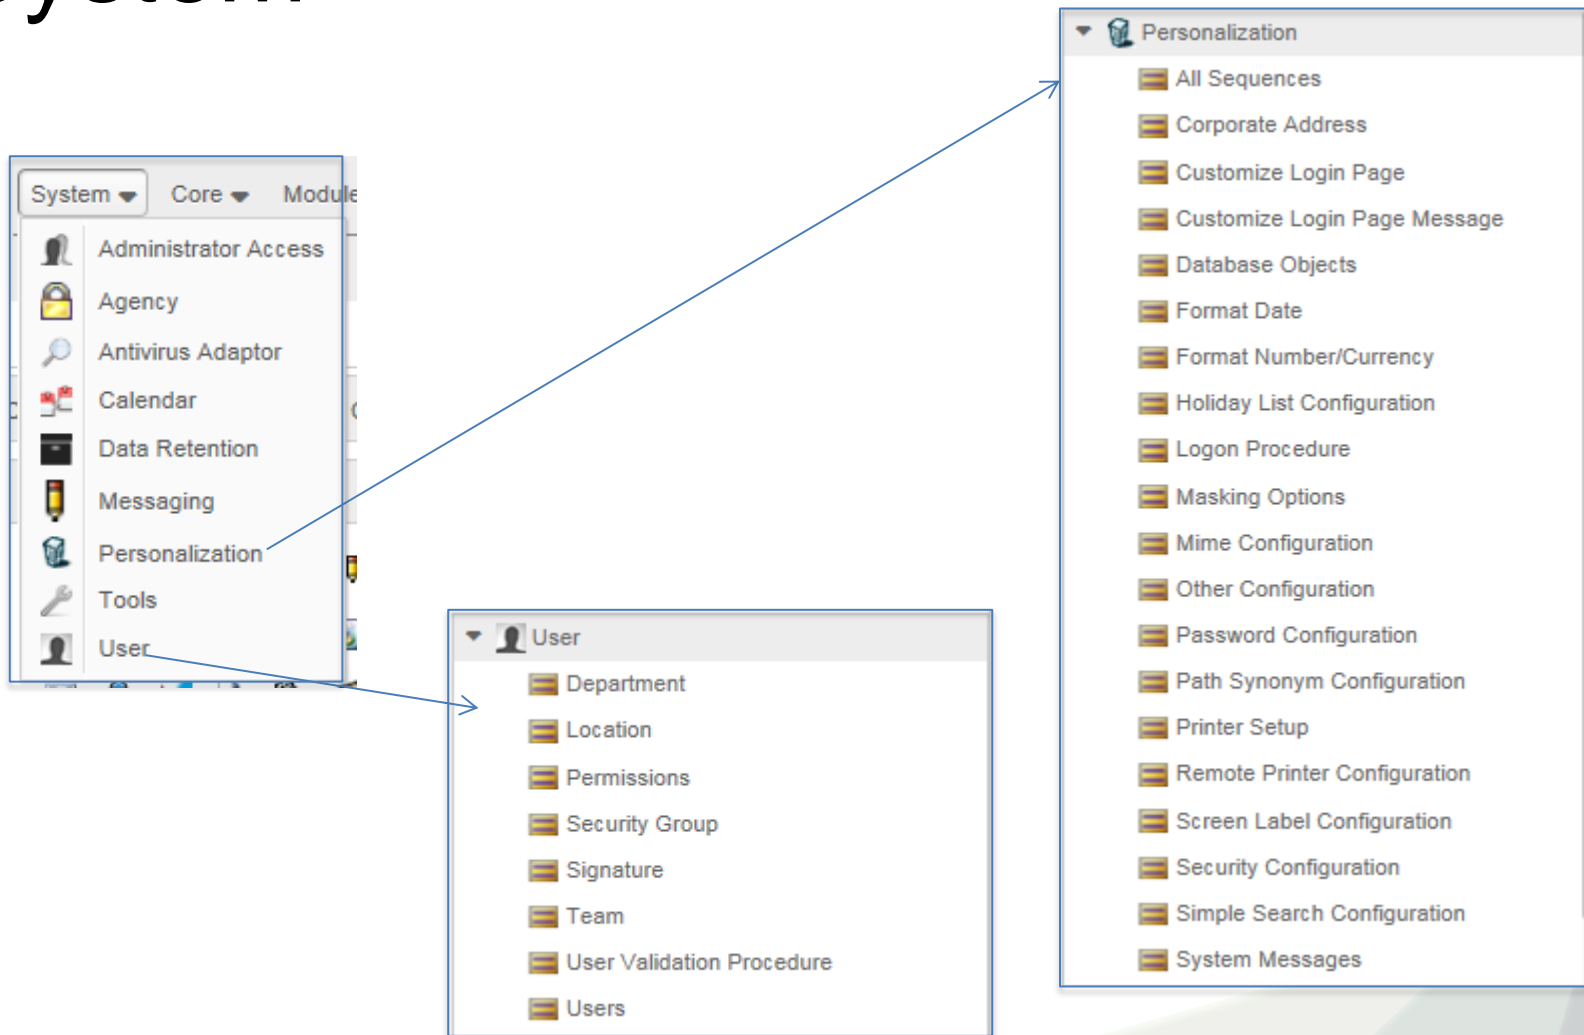 System
System Core Module
Administrator Access
Agency
Antivirus Adaptor
Calendar
Data Retention
Messaging
Personalization
Tools
User
User
Department
Location
Permissions
Security Group
Signature
Team
User Validation Procedure
Users
Personalization
All Sequences
Corporate Address
Customize Login Page
Customize Login Page Message
Database Objects
Format Date
Format Number/Currency
Holiday List Configuration
Logon Procedure
Masking Options
Mime Configuration
Other Configuration
Password Configuration
Path Synonym Configuration
Printer Setup
Remote Printer Configuration
Screen Label Configuration
Security Configuration
Simple Search Configuration
System Messages